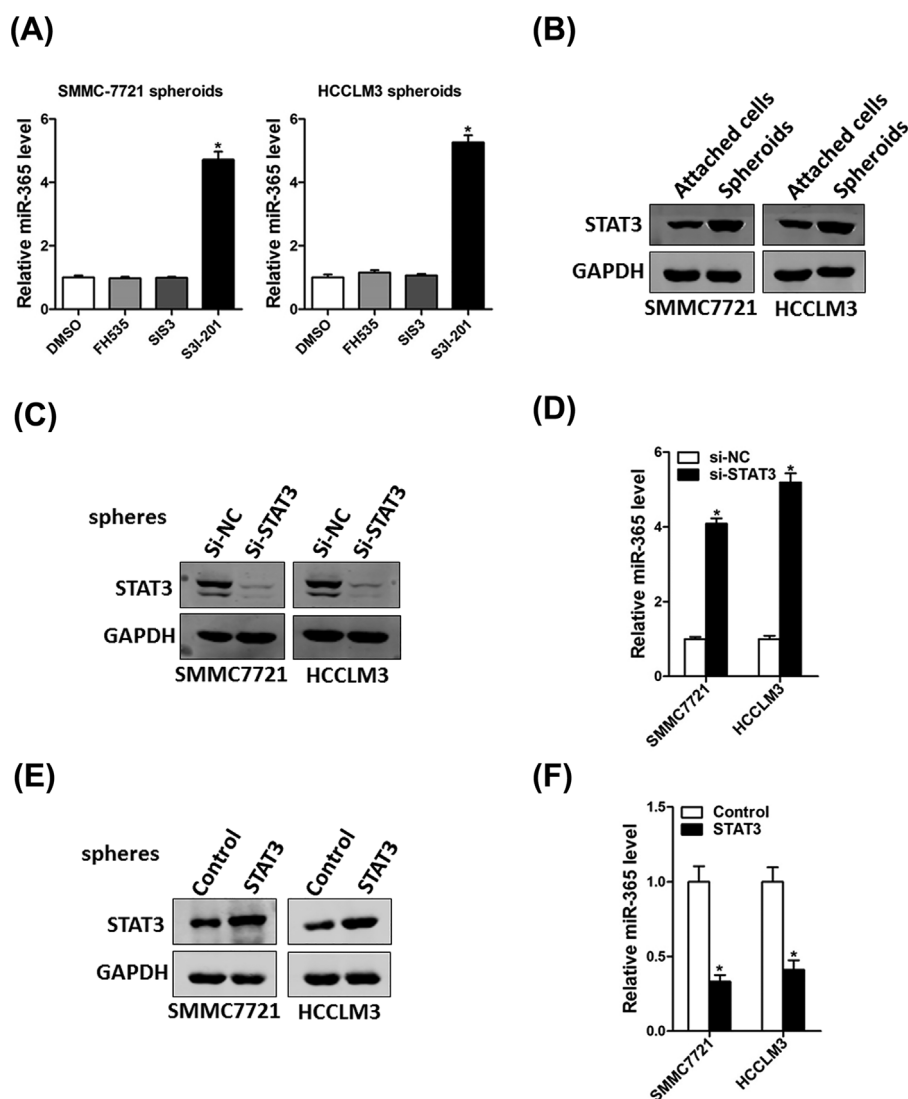 (A)
SMMC-7721 spheroids
HCCLM3 spheroids
Relative miR-365 level
6
4
2
0
*
DMSO
FH535
SIS3
S3I-201
Relative miR-365 level
6
4
2
0
*
DMSO
FH535
SIS3
S3I-201
(B)
Attached cells
Spheroids
Attached cells
Spheroids
STAT3
GAPDH
SMMC7721 HCCLM3
(C)
spheres
Si-NC
Si-STAT3
Si-NC
Si-STAT3
STAT3
GAPDH
SMMC7721 HCCLM3
(D)
si-NC
si-STAT3
Relative miR-365 level
6
4
2
0
*
*
SMMC7721
HCCLM3
(E)
spheres
Control
STAT3
Control
STAT3
STAT3
GAPDH
SMMC7721 HCCLM3
(F)
Control
STAT3
Relative miR-365 level
1.5
1.0
0.5
0.0
*
*
SMMC7721
HCCLM3